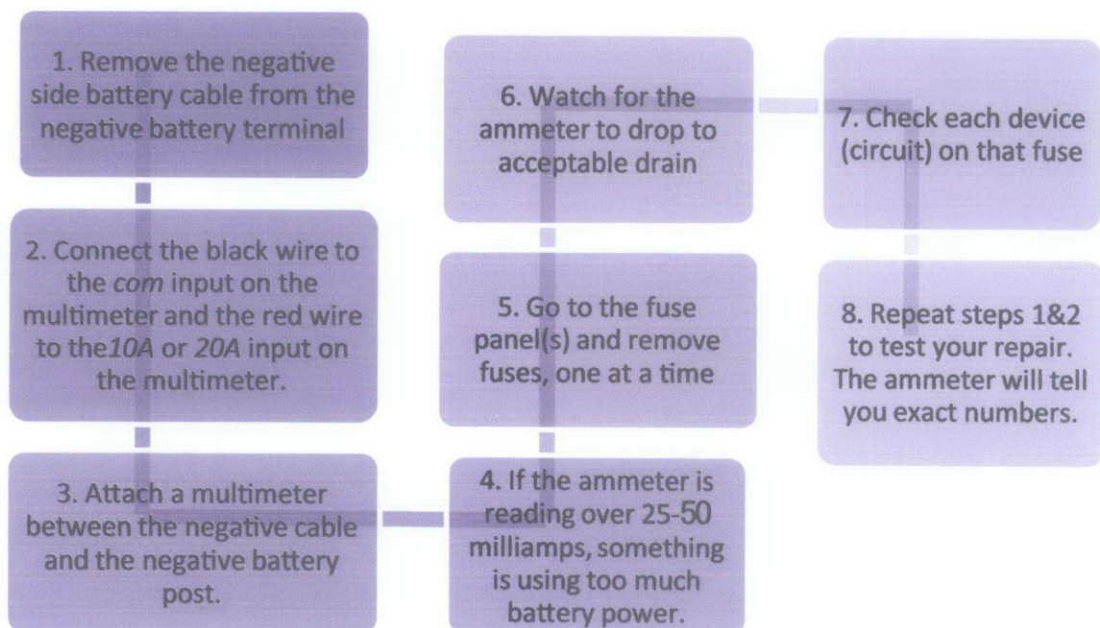 1. Remove the negative
side battery cable from the
negative battery terminal
2. Connect the black wire to
the com input on the
multimeter and the red wire
to the10A or 20A input on
the multimeter.
3. Attach a multimeter
between the negative cable
and the negative battery
post.
4. If the ammeter is
reading over 25-50
milliamps, something
is using too much
battery power.
5. Go to the fuse
panel(s) and remove
fuses, one at a time
6. Watch for the
ammeter to drop to
acceptable drain
7. Check each device
(circuit) on that fuse
8. Repeat steps 1&2
to test your repair.
The ammeter will tell
you exact numbers.